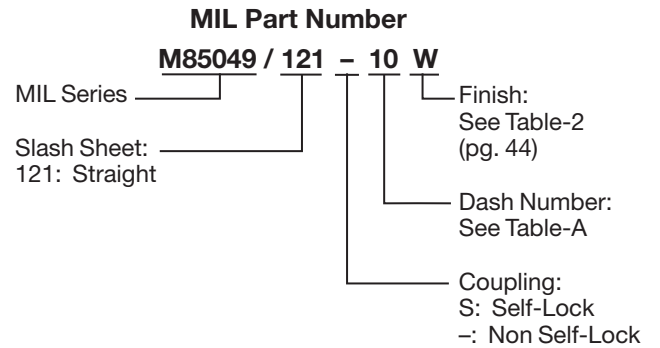 MIL Part Number
M85049 / 121 – 10 W
MIL Series
Slash Sheet:
121: Straight
Finish:
See Table-2
(pg. 44)
Dash Number:
See Table-A
Coupling:
S: Self-Lock
–: Non Self-Lock